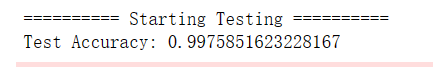 ========== Starting Testing ==========
Test Accuracy: 0.9975851623228167